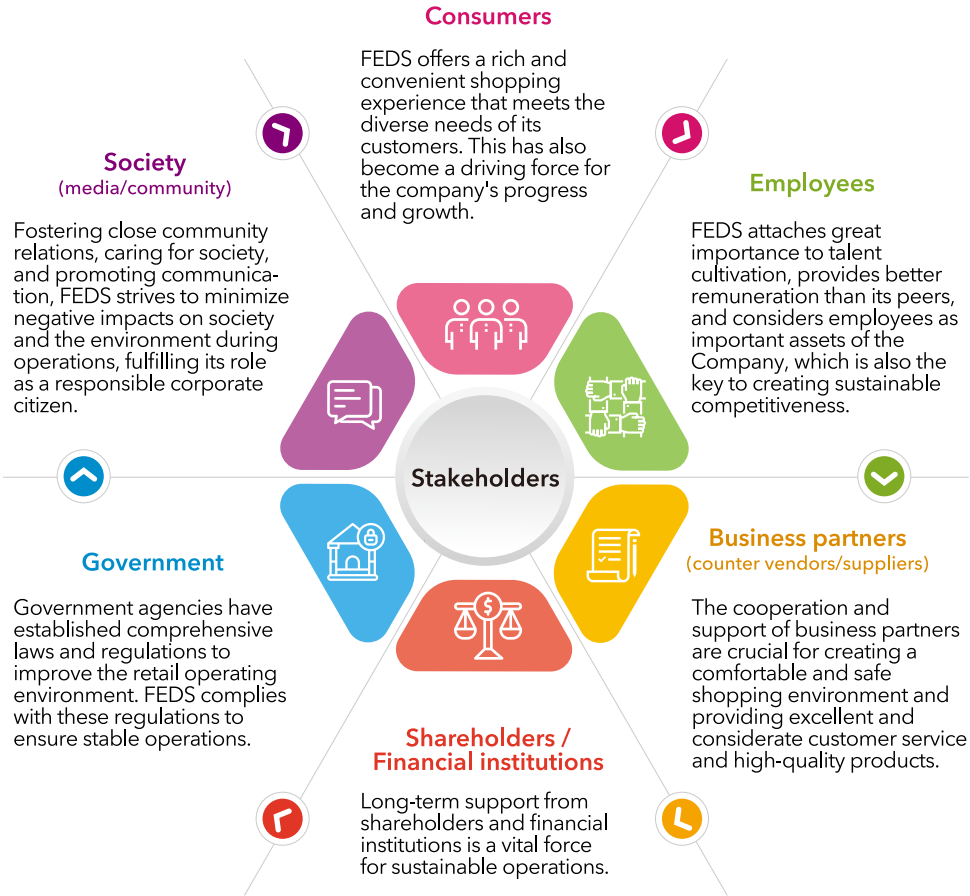 Consumers
FEDS offers a rich and
convenient shopping
experience that meets the
diverse needs of its
customers. This has also
become a driving force for
the company's progress
and growth.
Society
(media/community)
Fostering close community
relations, caring for society,
and promoting communica-
tion, FEDS strives to minimize
negative impacts on society
and the environment during
operations, fulfilling its role
as a responsible corporate
citizen.
Employees
FEDS attaches great
importance to talent
cultivation, provides better
remuneration than its peers,
and considers employees as
important assets of the
Company, which is also the
key to creating sustainable
competitiveness.
Stakeholders
$
Government
Government agencies have
established comprehensive
laws and regulations to
improve the retail operating
environment. FEDS complies
with these regulations to
ensure stable operations.
Business partners
(counter vendors/suppliers)
The cooperation and
support of business partners
are crucial for creating a
comfortable and safe
shopping environment and
providing excellent and
considerate customer service
and high-quality products.
Shareholders /
Financial institutions
Long-term support from
shareholders and financial
institutions is a vital force
for sustainable operations.